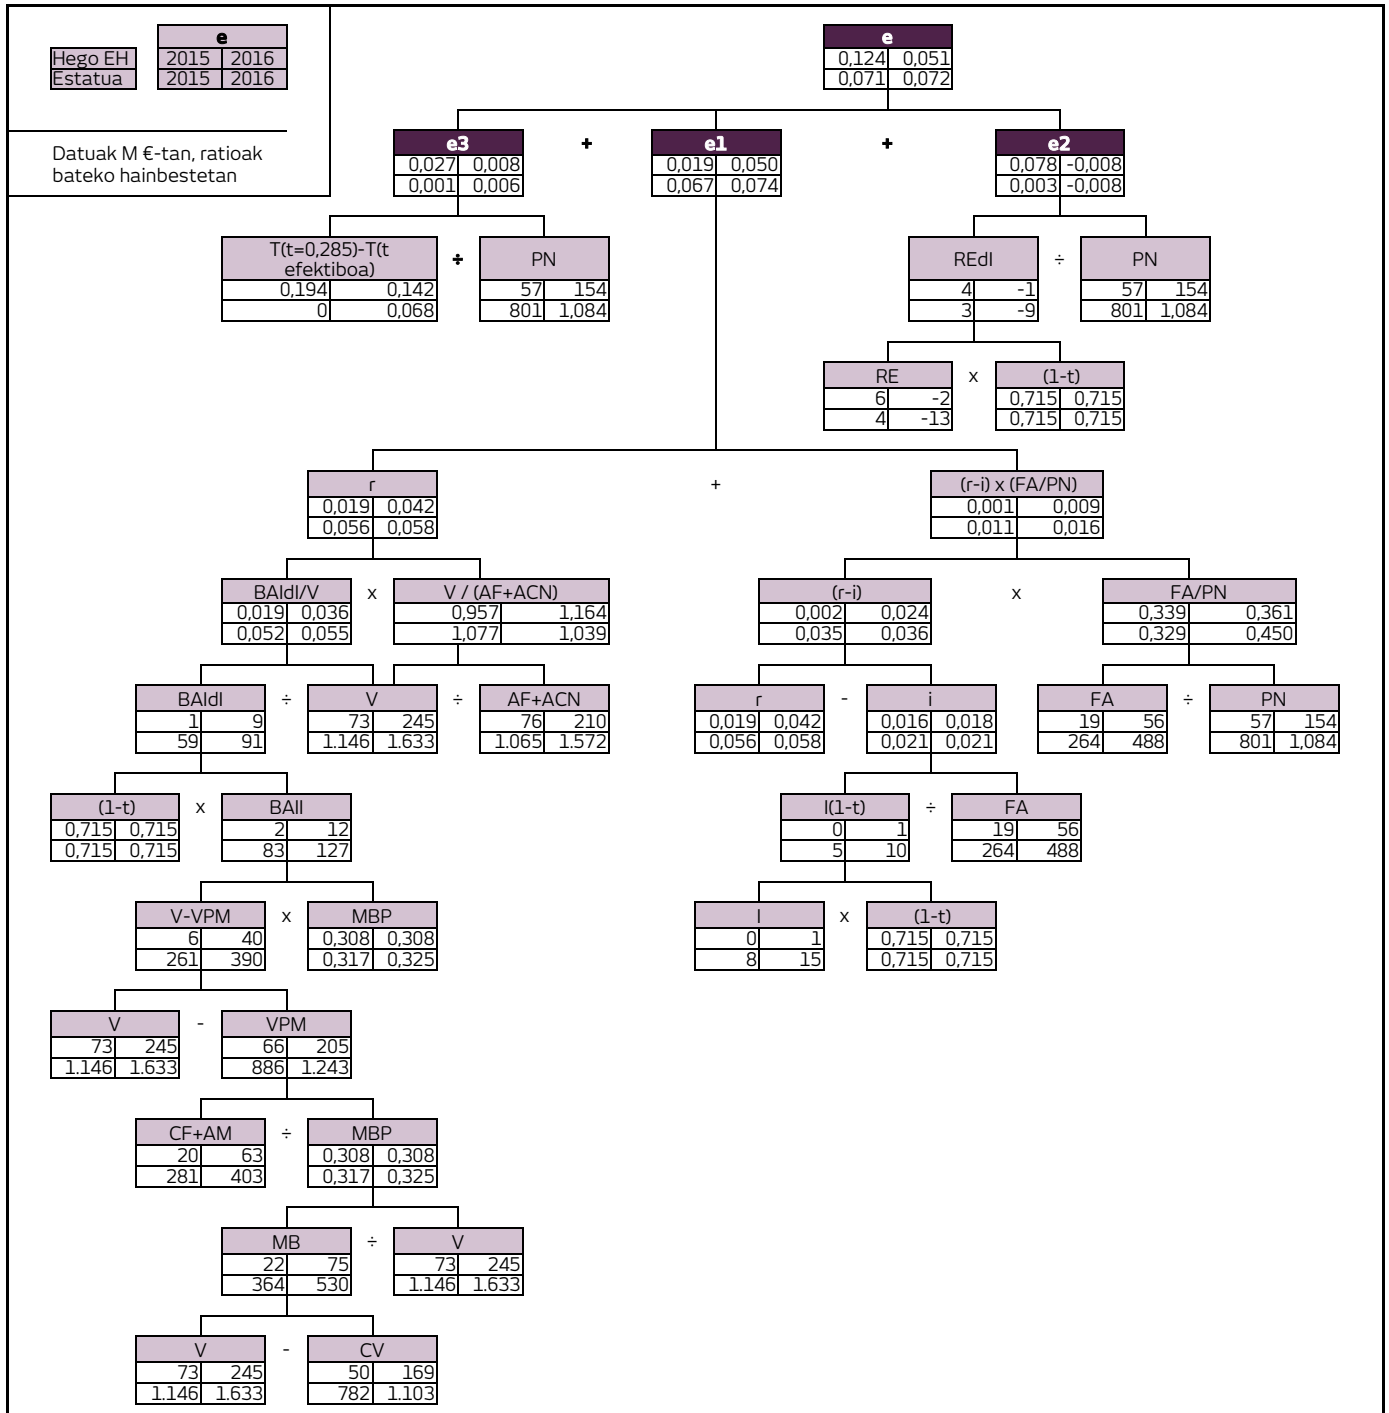 e
Hego EH 2015 2016
Estatua 2015 2016
Datuak M €-tan, ratioak
bateko hainbestetan
e
0,124 0,051
0,071 0,072
e3 + e1 + e2
0,027 0,008 0,019 0,050 0,078 -0,008
0,001 0,006 0,067 0,074 0,003 -0,008
T(t=0,285)-T(t
efektiboa) ÷ PN REdI ÷ PN
0,194 0,142 57 154 4 -1 57 154
0 0,068 801 1,084 3 -9 801 1,084
RE x (1-t)
6 -2 0,715 0,715
4 -13 0,715 0,715
r + (r-i) x (FA/PN)
0,019 0,042 0,001 0,009
0,056 0,058 0,011 0,016
BAIdI/V x V / (AF+ACN) (r-i) x FA/PN
0,019 0,036 0,957 1,164 0,002 0,024 0,339 0,361
0,052 0,055 1,077 1,039 0,035 0,036 0,329 0,450
BAIdI ÷ V ÷ AF+ACN r - i FA ÷ PN
1 9 73 245 76 210 0,019 0,042 0,016 0,018 19 56 57 154
59 91 1.146 1.633 1.065 1.572 0,056 0,058 0,021 0,021 264 488 801 1,084
(1-t) x BAII I(1-t) ÷ FA
0,715 0,715 2 12 0 1 19 56
0,715 0,715 83 127 5 10 264 488
V-VPM x MBP I x (1-t)
6 40 0,308 0,308 0 1 0,715 0,715
261 390 0,317 0,325 8 15 0,715 0,715
V - VPM
73 245 66 205
1.146 1.633 886 1.243
CF+AM ÷ MBP
20 63 0,308 0,308
281 403 0,317 0,325
MB ÷ V
22 75 73 245
364 530 1.146 1.633
V - CV
73 245 50 169
1.146 1.633 782 1.103